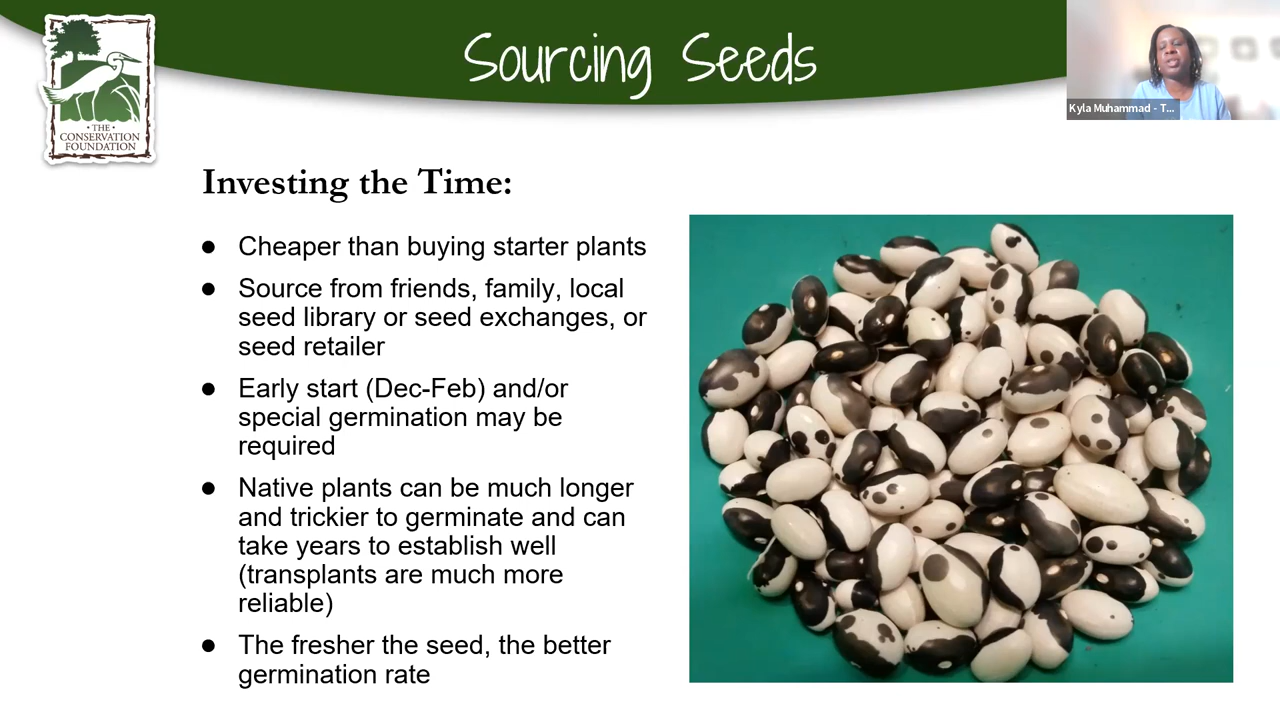 Sourcing Seeds
• THE •
CONSERVATION
FOUNDATION
Kyla Muhammad - T...
Investing the Time:
● Cheaper than buying starter plants
● Source from friends, family, local
seed library or seed exchanges, or
seed retailer
● Early start (Dec-Feb) and/or
special germination may be
required
● Native plants can be much longer
and trickier to germinate and can
take years to establish well
(transplants are much more
reliable)
● The fresher the seed, the better
germination rate